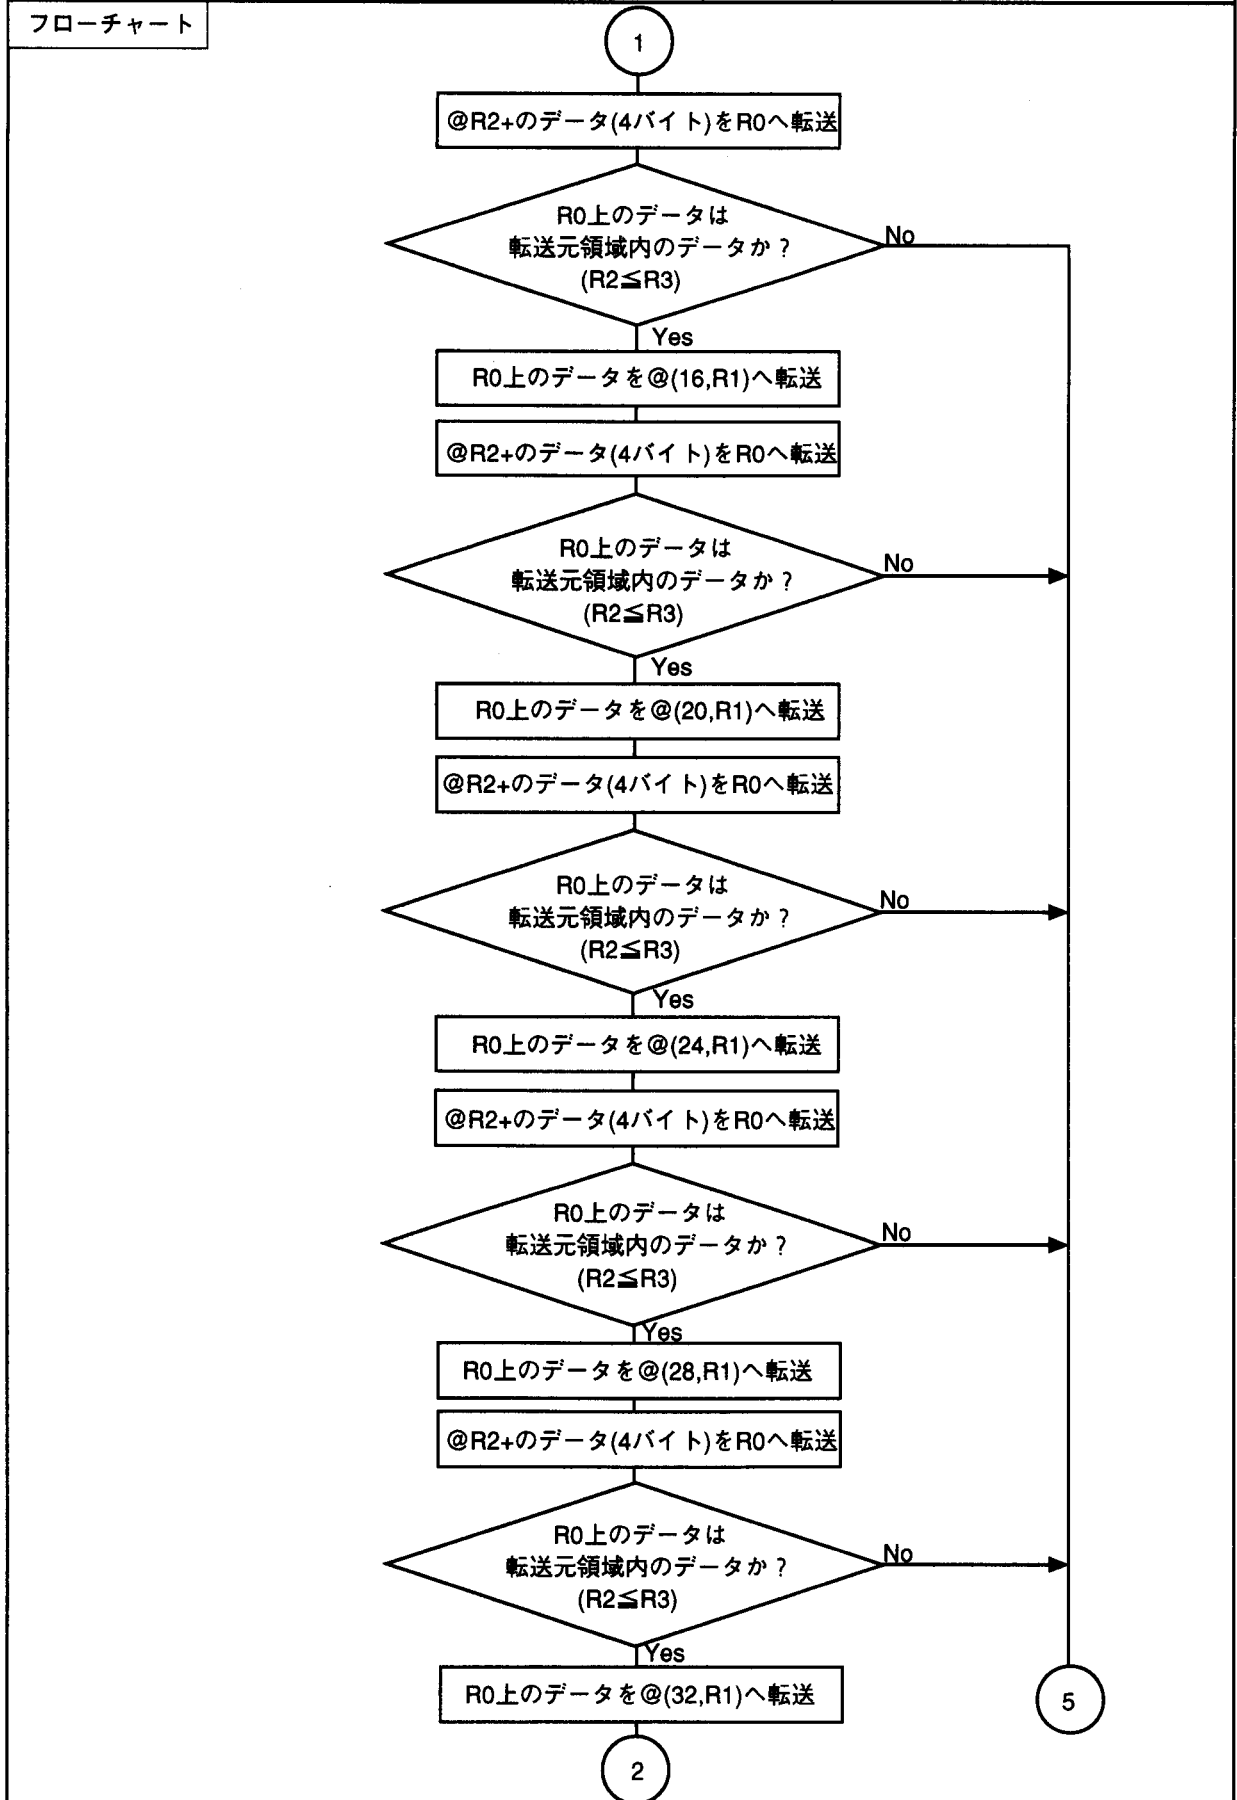 フローチャート
1
@R2+のデータ(4バイト)をR0へ転送
R0上のデータは
転送元領域内のデータか?
(R2≦R3)
No
Yes
R0上のデータを@(16,R1)へ転送
@R2+のデータ(4バイト)をR0へ転送
R0上のデータは
転送元領域内のデータか?
(R2≦R3)
No
Yes
R0上のデータを@(20,R1)へ転送
@R2+のデータ(4バイト)をR0へ転送
R0上のデータは
転送元領域内のデータか?
(R2≦R3)
No
Yes
R0上のデータを@(24,R1)へ転送
@R2+のデータ(4バイト)をR0へ転送
R0上のデータは
転送元領域内のデータか?
(R2≦R3)
No
Yes
R0上のデータを@(28,R1)へ転送
@R2+のデータ(4バイト)をR0へ転送
R0上のデータは
転送元領域内のデータか?
(R2≦R3)
No
Yes
R0上のデータを@(32,R1)へ転送
5
2